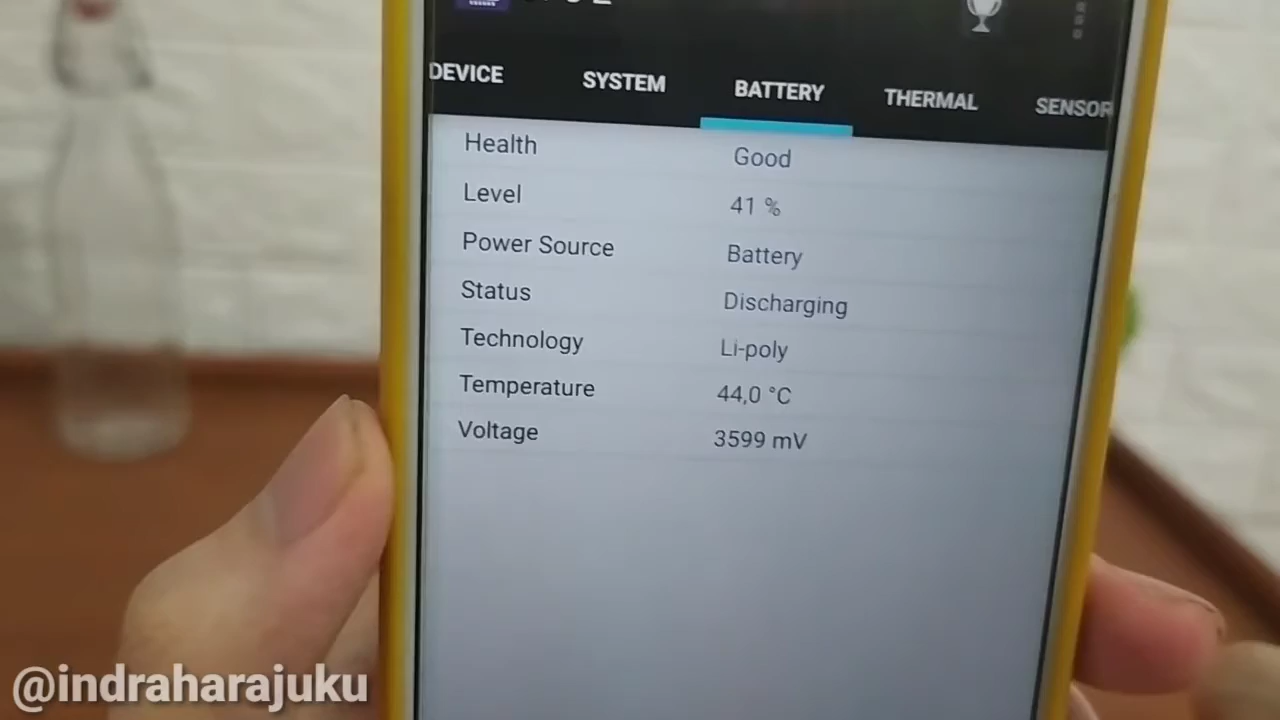 DEVICE SYSTEM BATTERY THERMAL SENSOR
Health Good
Level 41 %
Power Source Battery
Status Discharging
Technology Li-poly
Temperature 44,0 °C
Voltage 3599 mV
@indraharajuku